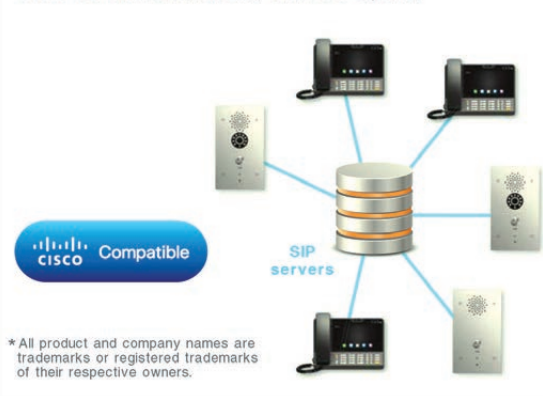 SIP
servers
CISCO Compatible
* All product and company names are
trademarks or registered trademarks
of their respective owners.